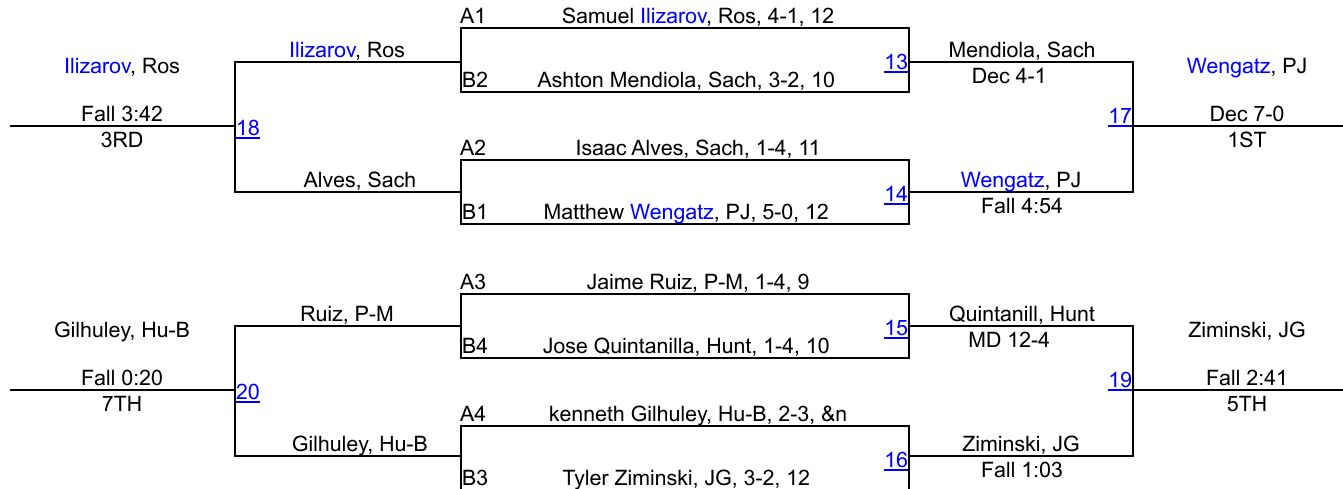 A1 Samuel Ilizarov, Ros, 4-1, 12
Ilizarov, Ros
Mendiola, Sach
Ilizarov, Ros
Wengatz, PJ
13
B2 Ashton Mendiola, Sach, 3-2, 10
Dec 4-1
Fall 3:42
18
17
Dec 7-0
3RD
1ST
A2 Isaac Alves, Sach, 1-4, 11
Alves, Sach
14
Wengatz, PJ
B1 Matthew Wengatz, PJ, 5-0, 12
Fall 4:54
A3 Jaime Ruiz, P-M, 1-4, 9
Ruiz, P-M
Quintanill, Hunt
Gilhuley, Hu-B
15
Ziminski, JG
B4 Jose Quintanilla, Hunt, 1-4, 10
MD 12-4
Fall 0:20
20
19
Fall 2:41
7TH
5TH
A4 kenneth Gilhuley, Hu-B, 2-3, &n
Gilhuley, Hu-B
16
Ziminski, JG
B3 Tyler Ziminski, JG, 3-2, 12
Fall 1:03